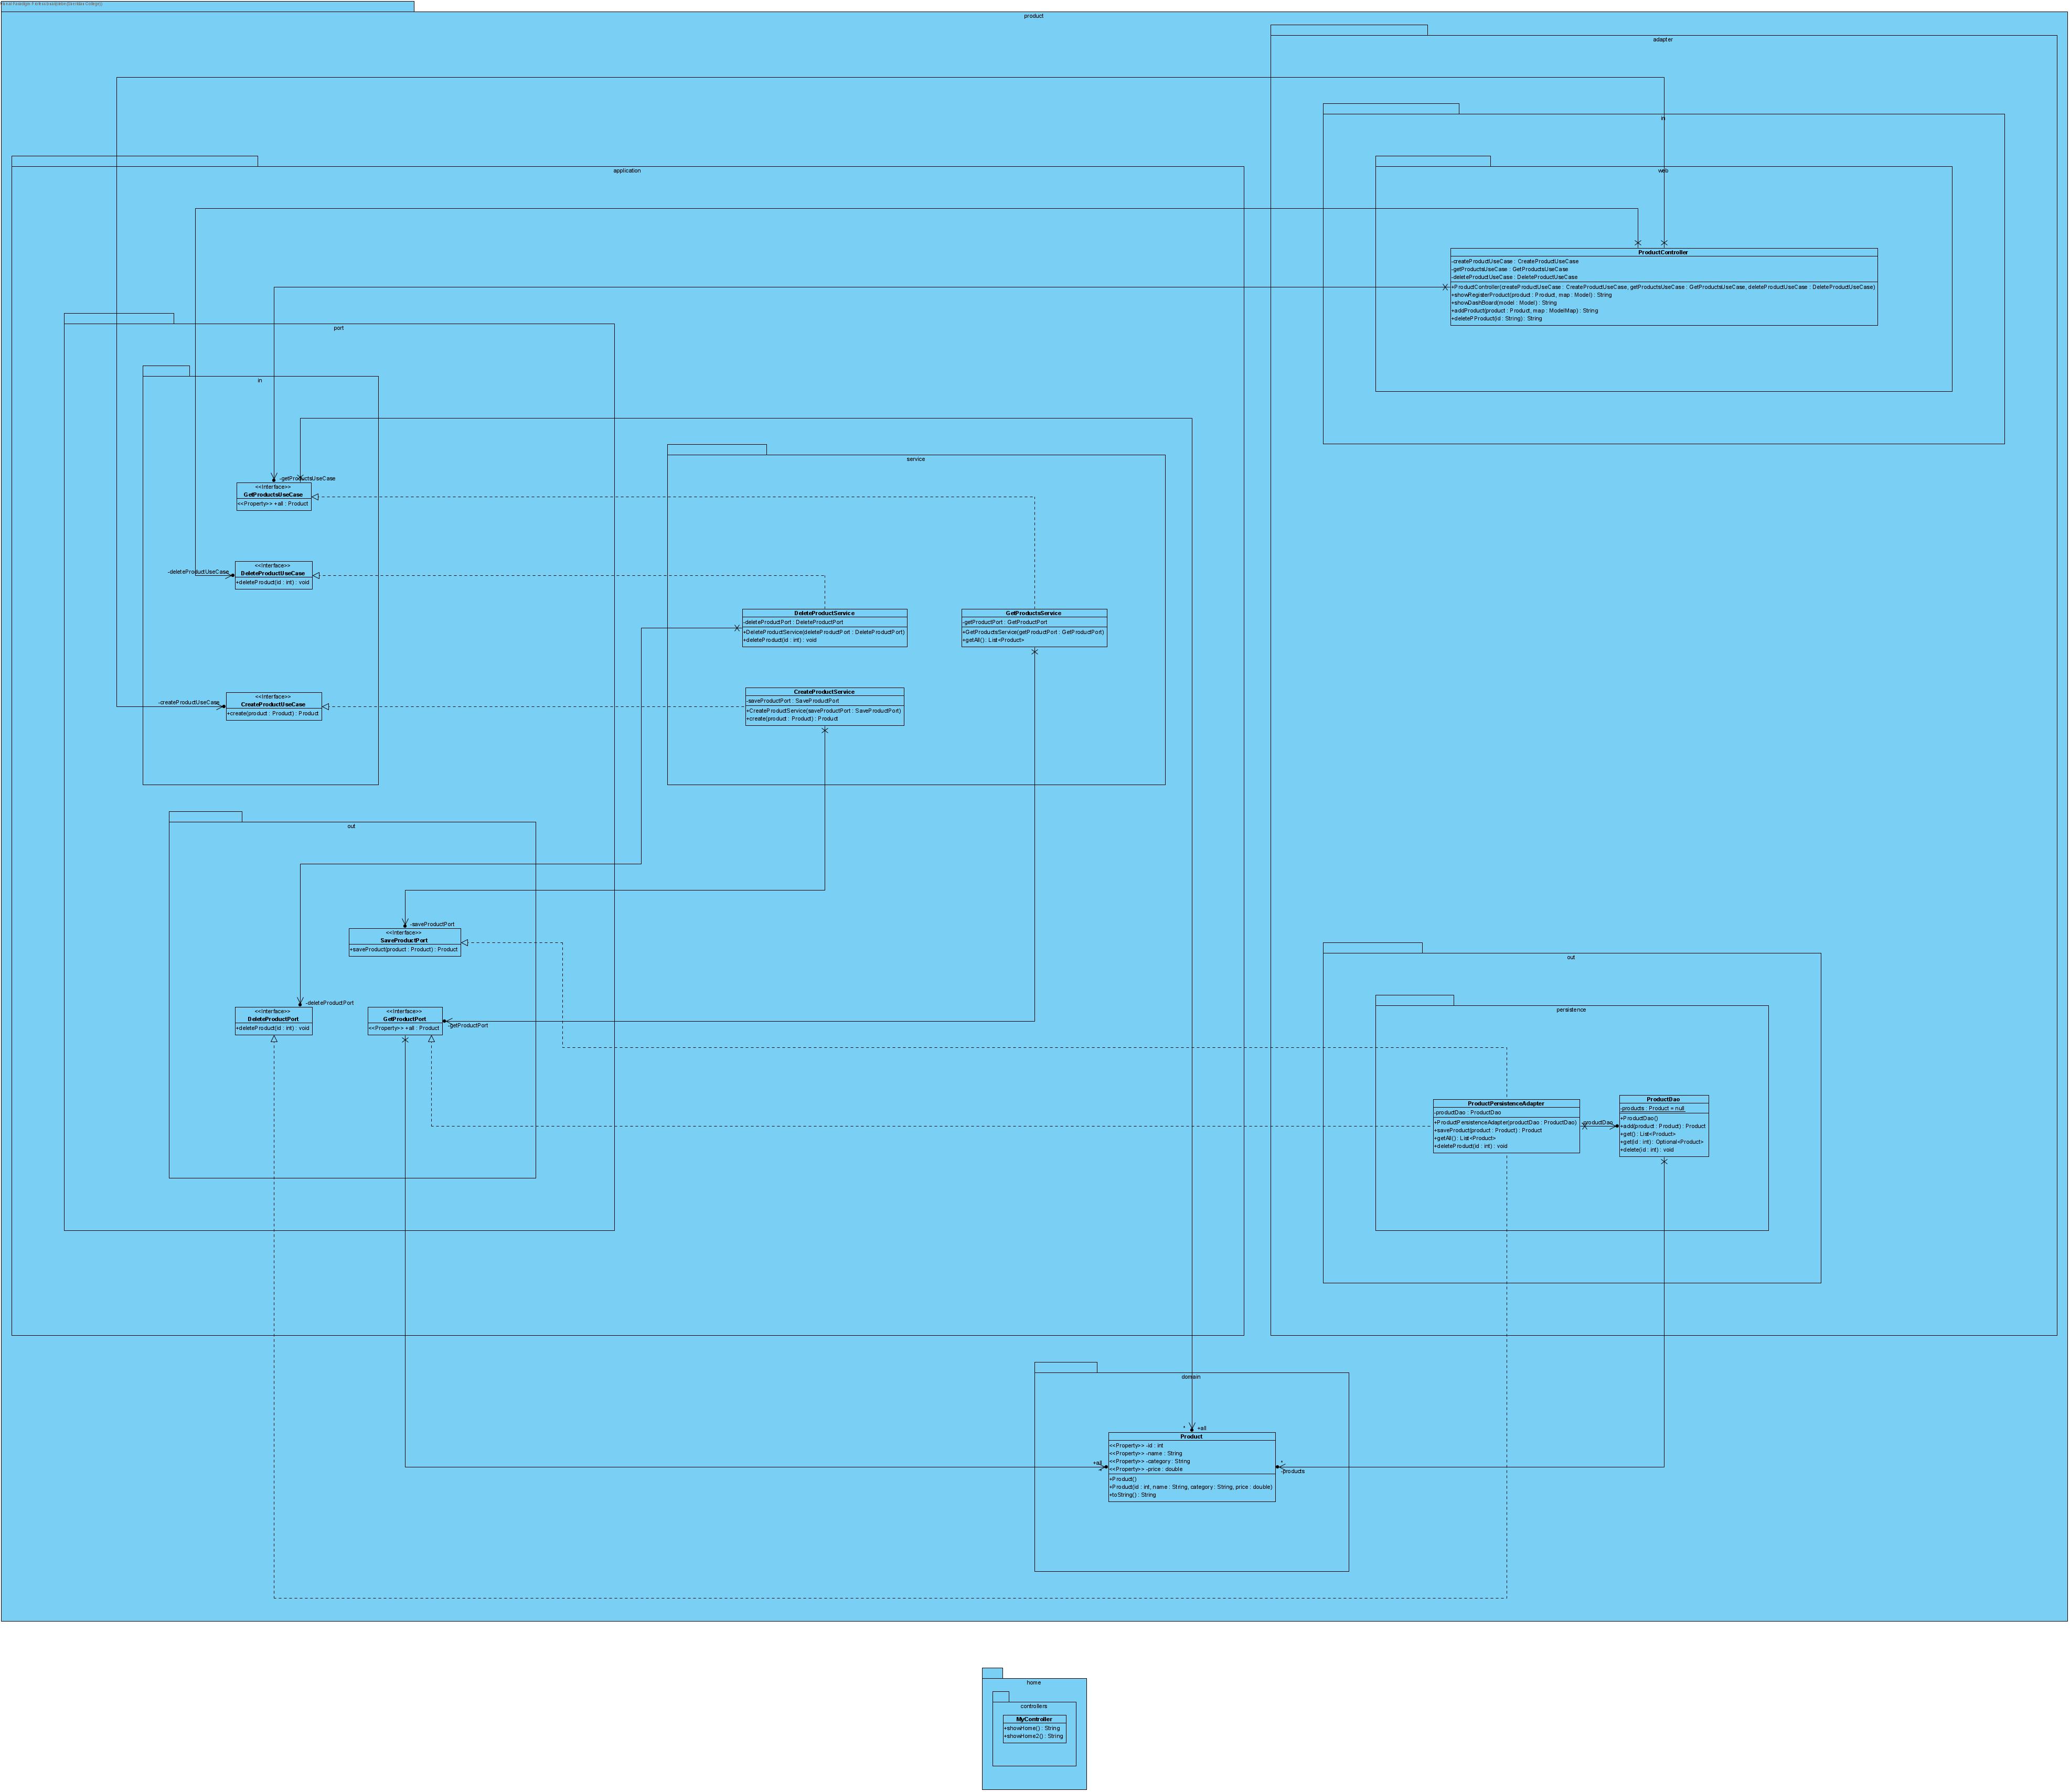 product
adapter
in
web
ProductController
-createProductUseCase : CreateProductUseCase
-getProductsUseCase : GetProductsUseCase
-deleteProductUseCase : DeleteProductUseCase
+ProductController(createProductUseCase : CreateProductUseCase, getProductsUseCase : GetProductsUseCase, deleteProductUseCase : DeleteProductUseCase)
+showRegisterProduct(product : Product, map : Model) : String
+showDashBoard(model : Model) : String
+addProduct(product : Product, map : ModelMap) : String
+deletePProduct(id : String) : String
application
port
in
-getProductsUseCase
<<Interface>>
GetProductsUseCase
<<Property>> +all : Product
-deleteProductUseCase
<<Interface>>
DeleteProductUseCase
+deleteProduct(id : int) : void
-createProductUseCase
<<Interface>>
CreateProductUseCase
+create(product : Product) : Product
service
DeleteProductService
-deleteProductPort : DeleteProductPort
+DeleteProductService(deleteProductPort : DeleteProductPort)
+deleteProduct(id : int) : void
GetProductsService
-getProductPort : GetProductPort
+GetProductsService(getProductPort : GetProductPort)
+getAll() : List<Product>
CreateProductService
-saveProductPort : SaveProductPort
+CreateProductService(saveProductPort : SaveProductPort)
+create(product : Product) : Product
out
-saveProductPort
<<Interface>>
SaveProductPort
+saveProduct(product : Product) : Product
-deleteProductPort
<<Interface>>
DeleteProductPort
+deleteProduct(id : int) : void
<<Interface>>
GetProductPort
<<Property>> +all : Product
-getProductPort
out
persistence
ProductPersistenceAdapter
-productDao : ProductDao
+ProductPersistenceAdapter(productDao : ProductDao)
+saveProduct(product : Product) : Product
+getAll() : List<Product>
+deleteProduct(id : int) : void
-productDao
ProductDao
-products : Product = null
+ProductDao()
+add(product : Product) : Product
+get() : List<Product>
+get(id : int) : Optional<Product>
+delete(id : int) : void
domain
* +all
Product
<<Property>> -id : int
<<Property>> -name : String
<<Property>> -category : String
<<Property>> -price : double
+Product()
+Product(id : int, name : String, category : String, price : double)
+toString() : String
+all
*
*
-products
home
controllers
MyController
+showHome() : String
+showHome2() : String